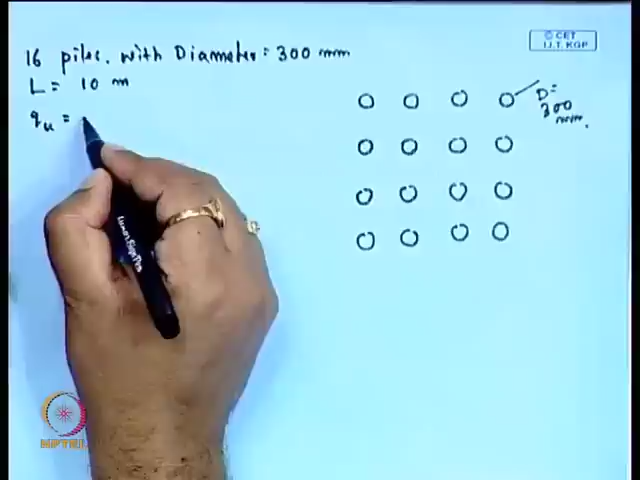 16 piles. with Diameter = 300 mm
L = 10 m
qu =
D =
300
mm.
© CET
I.I.T. KGP
NPTEL